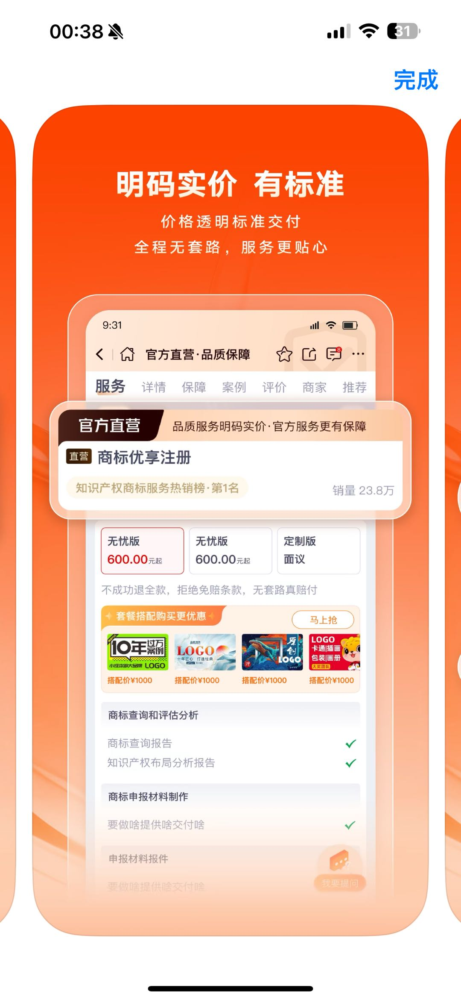 00:38
31
完成
明码实价 有标准
价格透明标准交付
全程无套路，服务更贴心
9:31
官方直营·品质保障
8
服务 详情 保障 案例 评价 商家 推荐
官方直营 品质服务明码实价·官方服务更有保障
直营 商标优享注册
知识产权商标服务热销榜·第1名 销量 23.8万
无忧版 无忧版 定制版
600.00元起 600.00元起 面议
不成功退全款，拒绝免赔条款，无套路真赔付
套餐搭配购买更优惠 马上抢
10年过万案例
小成本做大品牌 LOGO
LOGO
十年匠心 打造经典
原创
LOGO
LOGO
卡通|插画
包装|画册
大奖团队
搭配价¥1000 搭配价¥1000 搭配价¥1000 搭配价¥1000
商标查询和评估分析
商标查询报告
知识产权布局分析报告
商标申报材料制作
要做啥提供啥交付啥
申报材料报件
要做啥提供啥交付啥
我要提问